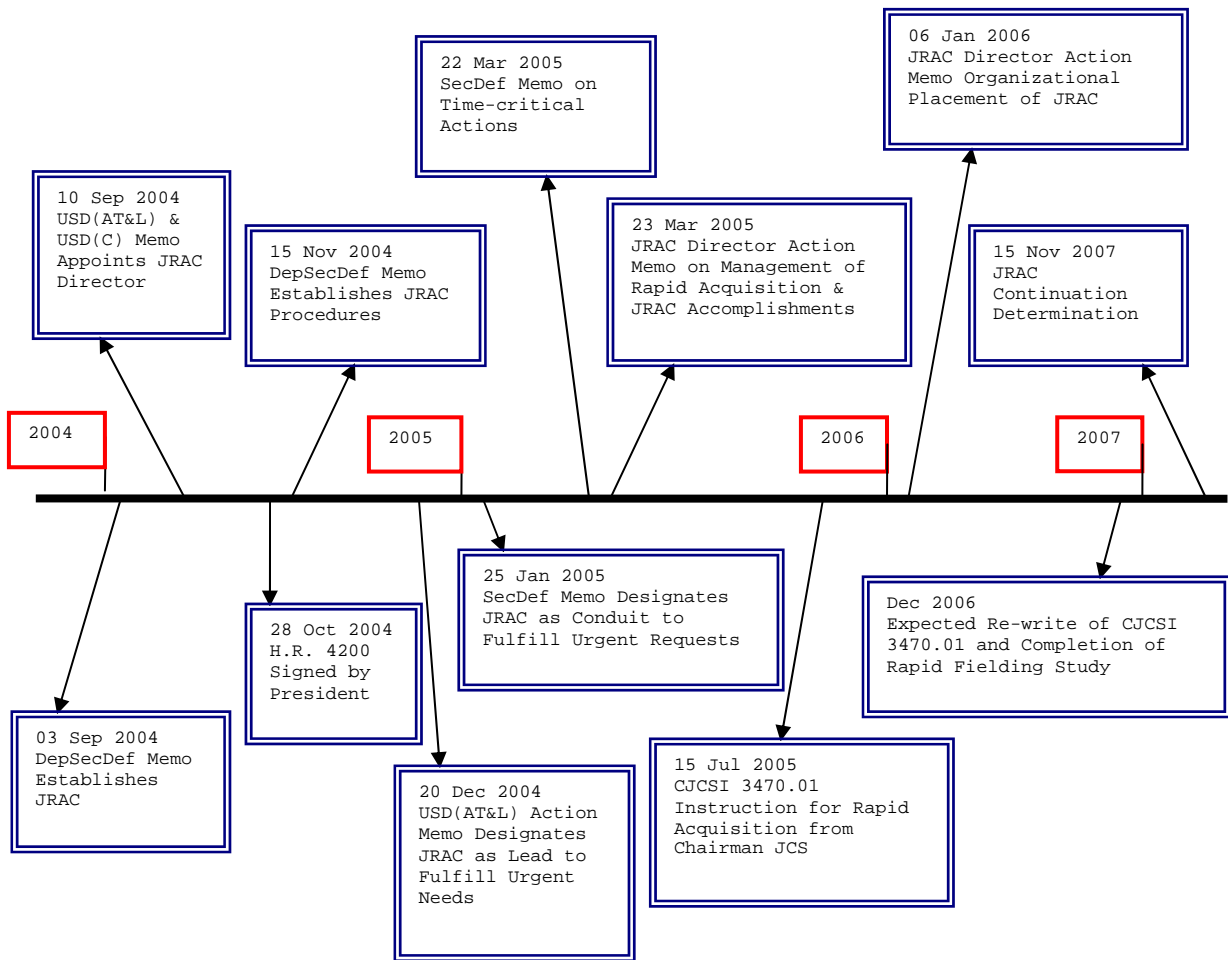 06 Jan 2006
JRAC Director Action
Memo Organizational
Placement of JRAC
22 Mar 2005
SecDef Memo on
Time-critical
Actions
10 Sep 2004
USD(AT&L) &
USD(C) Memo
Appoints JRAC
Director
15 Nov 2004
DepSecDef Memo
Establishes JRAC
Procedures
23 Mar 2005
JRAC Director Action
Memo on Management of
Rapid Acquisition &
JRAC Accomplishments
15 Nov 2007
JRAC
Continuation
Determination
2004
2005
2006
2007
03 Sep 2004
DepSecDef Memo
Establishes
JRAC
28 Oct 2004
H.R. 4200
Signed by
President
20 Dec 2004
USD(AT&L) Action
Memo Designates
JRAC as Lead to
Fulfill Urgent
Needs
25 Jan 2005
SecDef Memo Designates
JRAC as Conduit to
Fulfill Urgent Requests
15 Jul 2005
CJCSI 3470.01
Instruction for Rapid
Acquisition from
Chairman JCS
Dec 2006
Expected Re-write of CJCSI
3470.01 and Completion of
Rapid Fielding Study